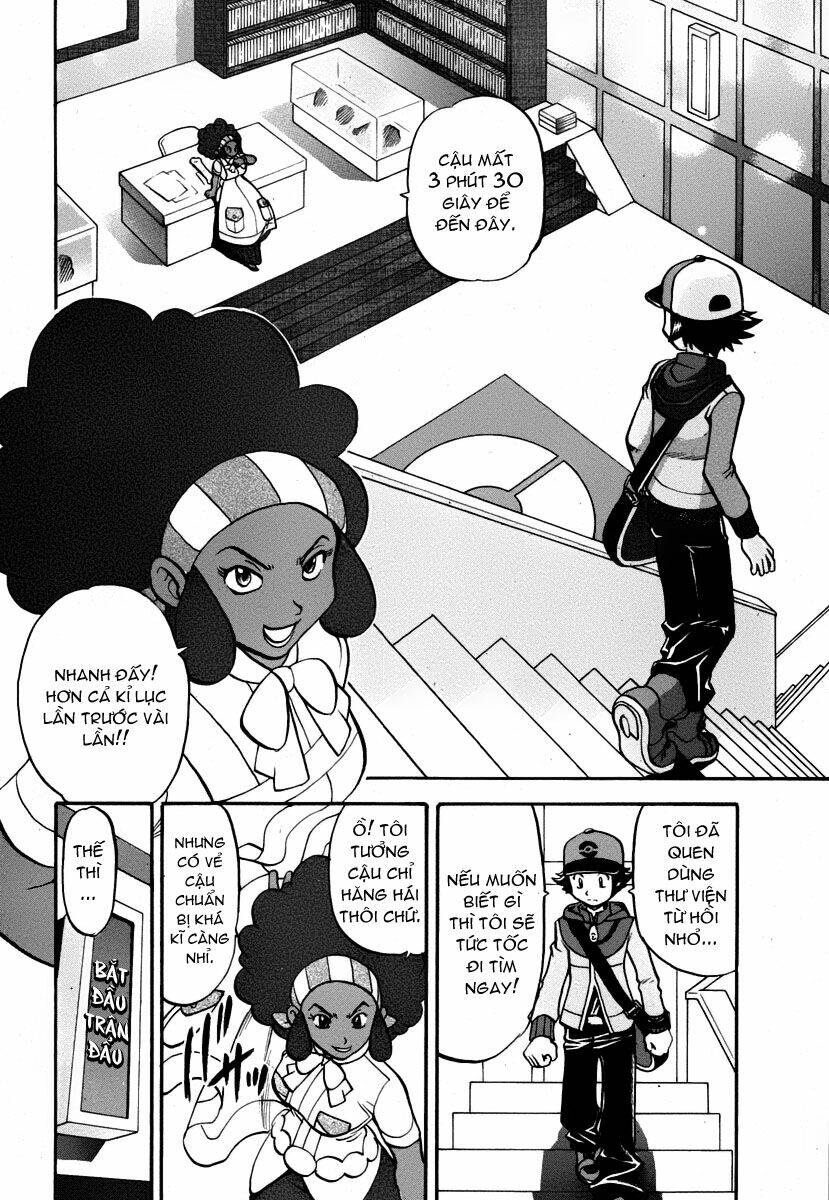 CẬU MẤT
3 PHÚT 30
GIÂY ĐỂ
ĐẾN ĐÂY.
NHANH ĐẤY!
HƠN CẢ KỈ LỤC
LẦN TRƯỚC VÀI
LẦN!!
TÔI ĐÃ
QUEN
DÙNG
THƯ VIỆN
TỪ HỒI
NHỎ...
NẾU MUỐN
BIẾT GÌ
THÌ TÔI SẼ
TỨC TỐC
ĐI TÌM
NGAY!
Ồ! TÔI
TƯỞNG
CẬU CHỈ
HĂNG HÁI
THÔI CHỨ.
NHƯNG
CÓ VẺ
CẬU
CHUẨN
BỊ KHÁ
KĨ CÀNG
NHỈ.
THẾ
THÌ
...
BẮT
ĐẦU
TRẬN
ĐẤU